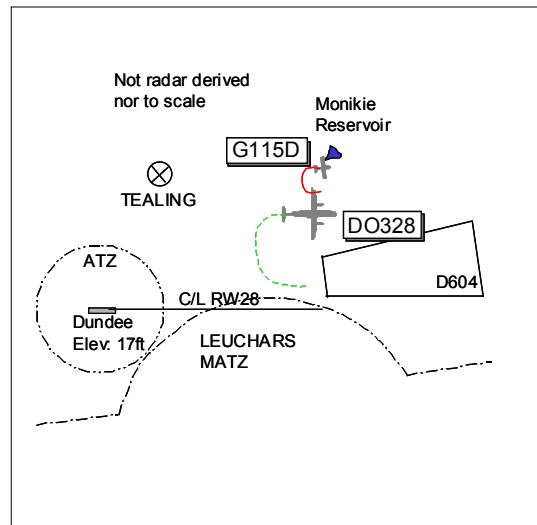 Not radar derived
nor to scale
Monikie
Reservoir
G115D
TEALING
DO328
ATZ
D604
C/L RW28
Dundee
Elev: 17ft
LEUCHARS
MATZ